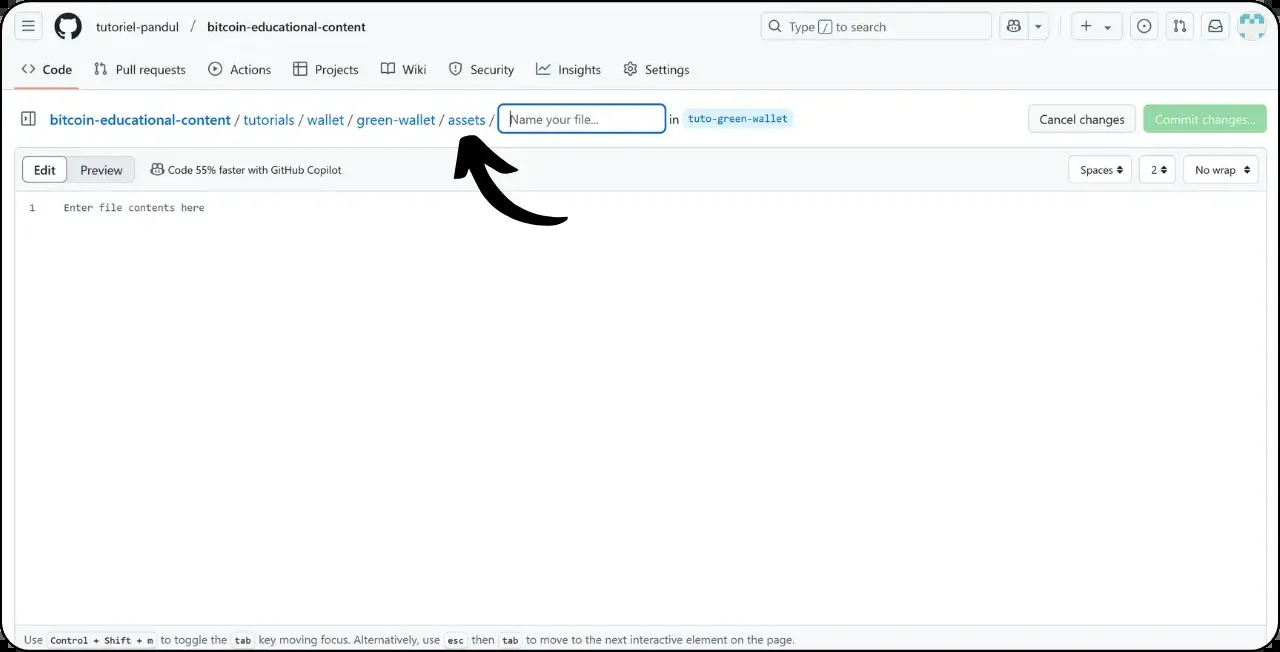 tutoriel-pandul / bitcoin-educational-content Type / to search
Code Pull requests Actions Projects Wiki Security Insights Settings
bitcoin-educational-content / tutorials / wallet / green-wallet / assets / Name your file... in tuto-green-wallet Cancel changes Commit changes...
Edit Preview Code 55% faster with GitHub Copilot Spaces 2 No wrap
1 Enter file contents here
Use Control + Shift + m to toggle the tab key moving focus. Alternatively, use esc then tab to move to the next interactive element on the page.